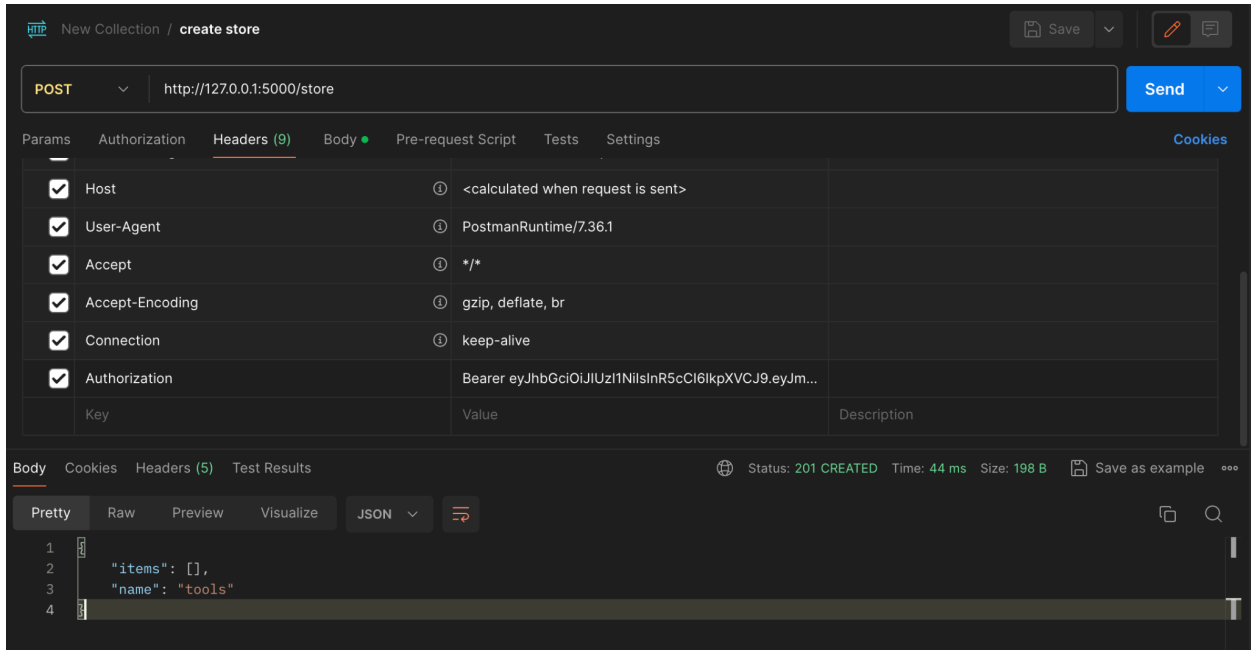 HTTP New Collection / create store Save
POST http://127.0.0.1:5000/store Send
Params Authorization Headers (9) Body Pre-request Script Tests Settings Cookies
Host <calculated when request is sent>
User-Agent PostmanRuntime/7.36.1
Accept */*
Accept-Encoding gzip, deflate, br
Connection keep-alive
Authorization Bearer eyJhbGciOiJIUzI1NiIsInR5cCI6IkpXVCJ9.eyJm...
Key Value Description
Body Cookies Headers (5) Test Results Status: 201 CREATED Time: 44 ms Size: 198 B Save as example
Pretty Raw Preview Visualize JSON
1 {
2 "items": [],
3 "name": "tools"
4 }